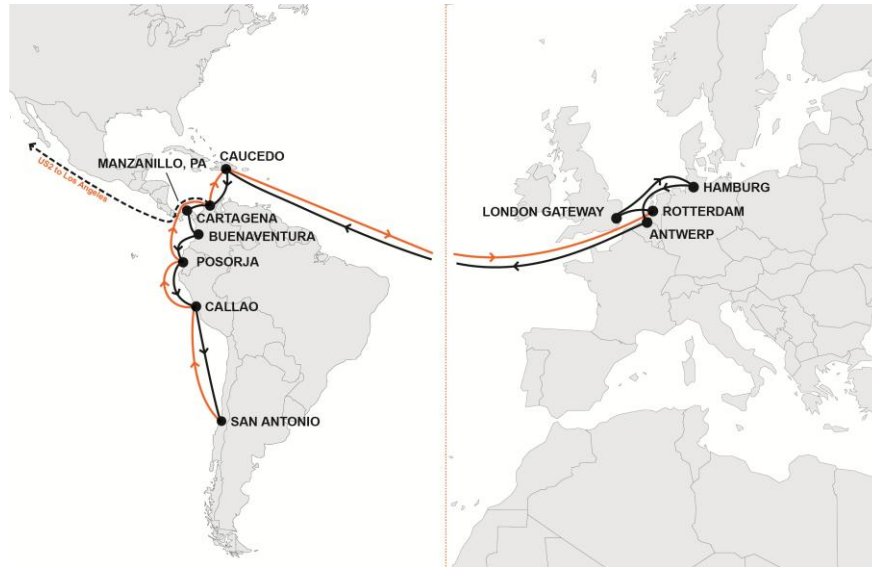 CAUCEDO
MANZANILLO, PA
US2 to Los Angeles
CARTAGENA
BUENAVENTURA
POSORJA
CALLAO
SAN ANTONIO
HAMBURG
LONDON GATEWAY
ROTTERDAM
ANTWERP